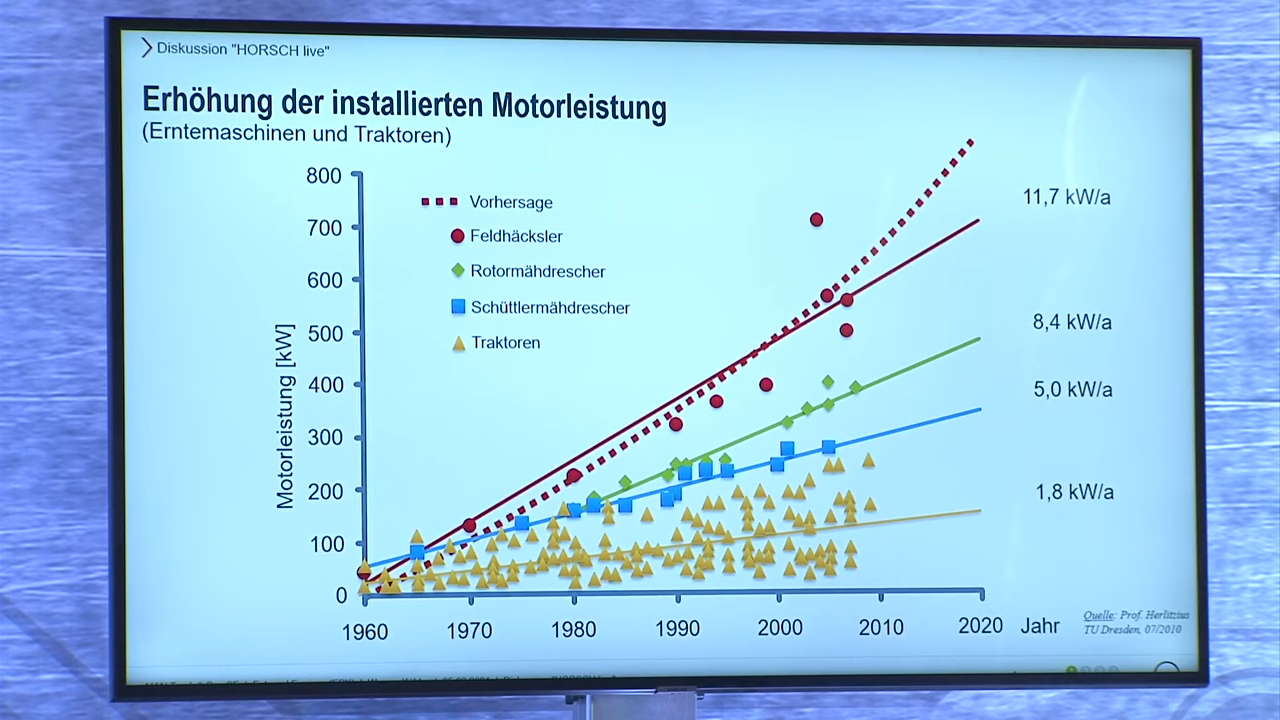 Diskussion "HORSCH live"
Erhöhung der installierten Motorleistung
(Erntemaschinen und Traktoren)
800
700
600
500
400
300
200
100
0
Motorleistung [kW]
Vorhersage
Feldhäcksler
Rotormähdrescher
Schüttlermähdrescher
Traktoren
11,7 kW/a
8,4 kW/a
5,0 kW/a
1,8 kW/a
1960 1970 1980 1990 2000 2010 2020 Jahr
Quelle: Prof. Herlitzius
TU Dresden, 07/2010